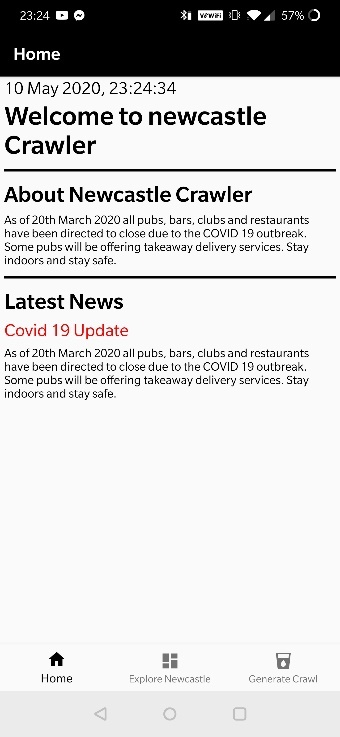 23:24 VoWiFi 57%
Home
10 May 2020, 23:24:34
Welcome to newcastle
Crawler
About Newcastle Crawler
As of 20th March 2020 all pubs, bars, clubs and restaurants
have been directed to close due to the COVID 19 outbreak.
Some pubs will be offering takeaway delivery services. Stay
indoors and stay safe.
Latest News
Covid 19 Update
As of 20th March 2020 all pubs, bars, clubs and restaurants
have been directed to close due to the COVID 19 outbreak.
Some pubs will be offering takeaway delivery services. Stay
indoors and stay safe.
Home Explore Newcastle Generate Crawl